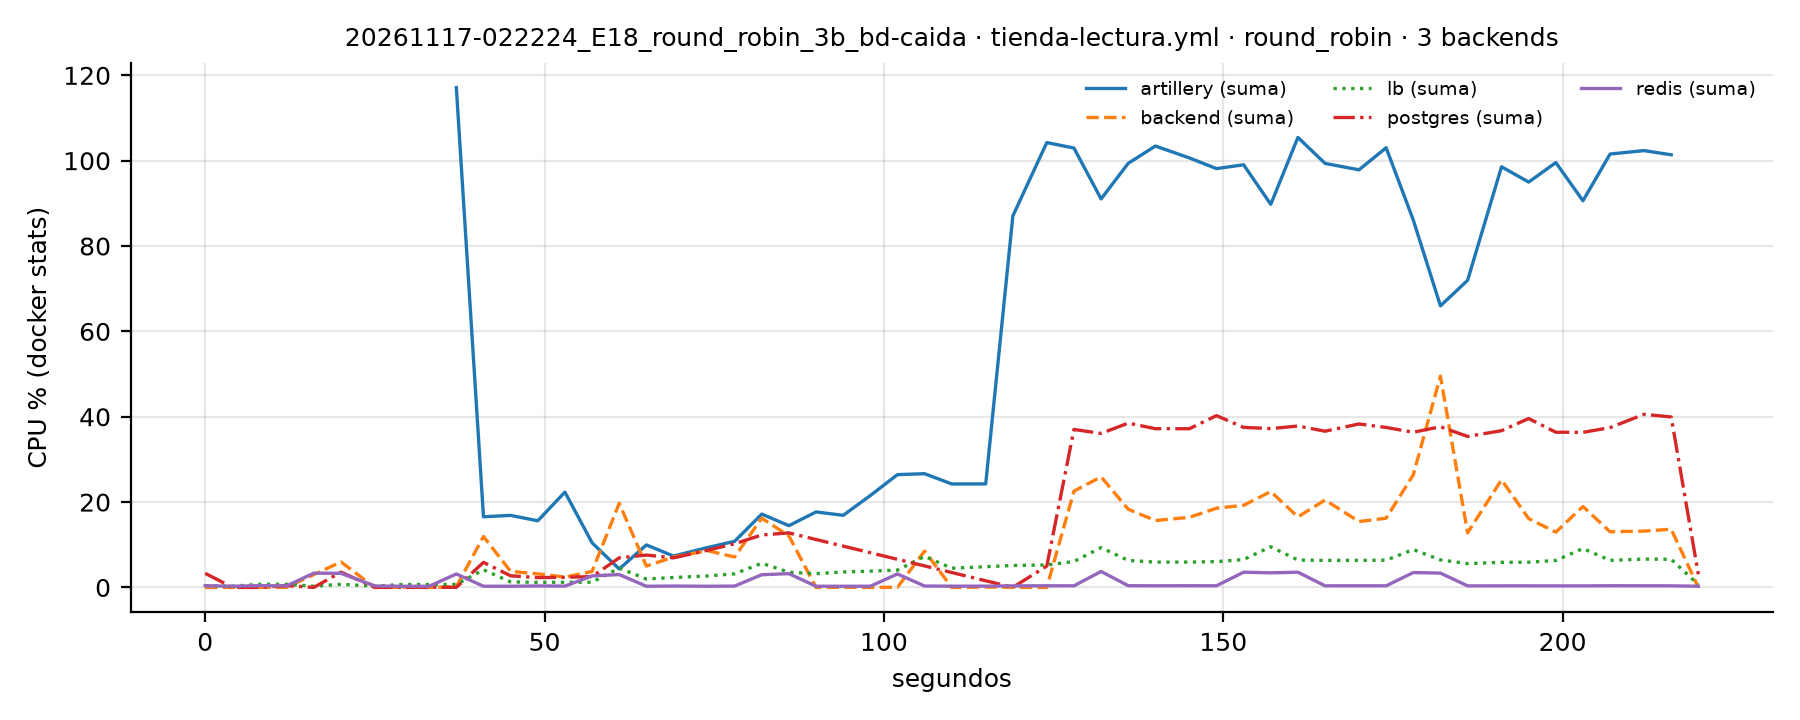 20261117-022224_E18_round_robin_3b_bd-caida · tienda-lectura.yml · round_robin · 3 backends
artillery (suma)
backend (suma)
lb (suma)
postgres (suma)
redis (suma)
CPU % (docker stats)
120
100
80
60
40
20
0
0 50 100 150 200
segundos